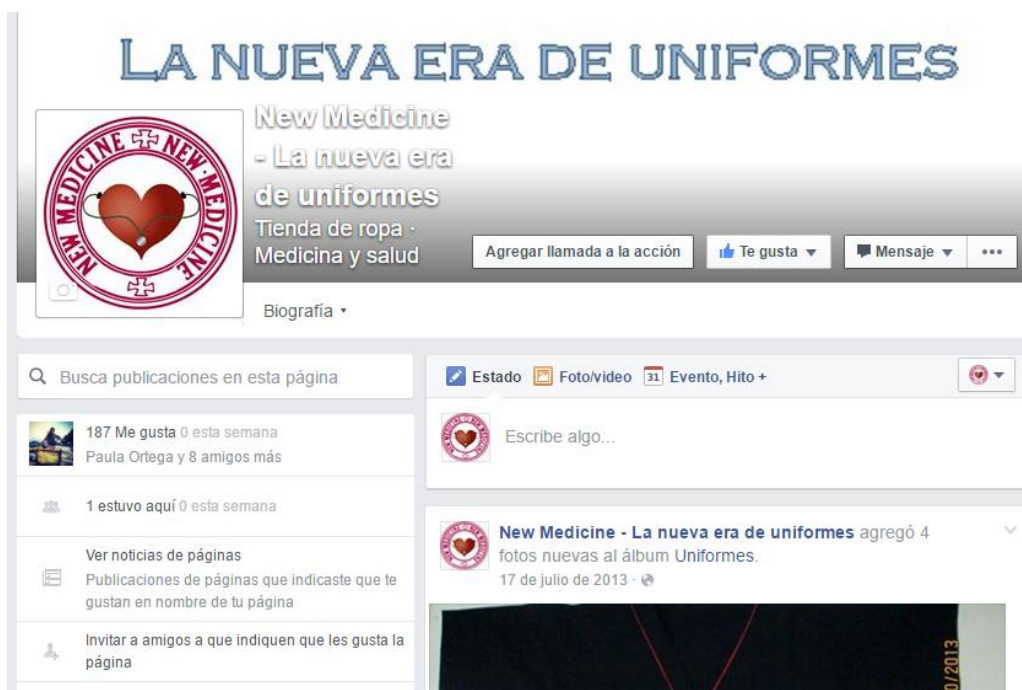 LA NUEVA ERA DE UNIFORMES
NEW MEDICINE NEW MEDICINE
New Medicine
- La nueva era
de uniformes
Tienda de ropa ·
Medicina y salud
Agregar llamada a la acción
Te gusta
Mensaje
Biografía
Busca publicaciones en esta página
187 Me gusta 0 esta semana
Paula Ortega y 8 amigos más
1 estuvo aquí 0 esta semana
Ver noticias de páginas
Publicaciones de páginas que indicaste que te
gustan en nombre de tu página
Invitar a amigos a que indiquen que les gusta la
página
Estado Foto/video 31 Evento, Hito +
Escribe algo...
New Medicine - La nueva era de uniformes agregó 4
fotos nuevas al álbum Uniformes.
17 de julio de 2013 ·
0/2013